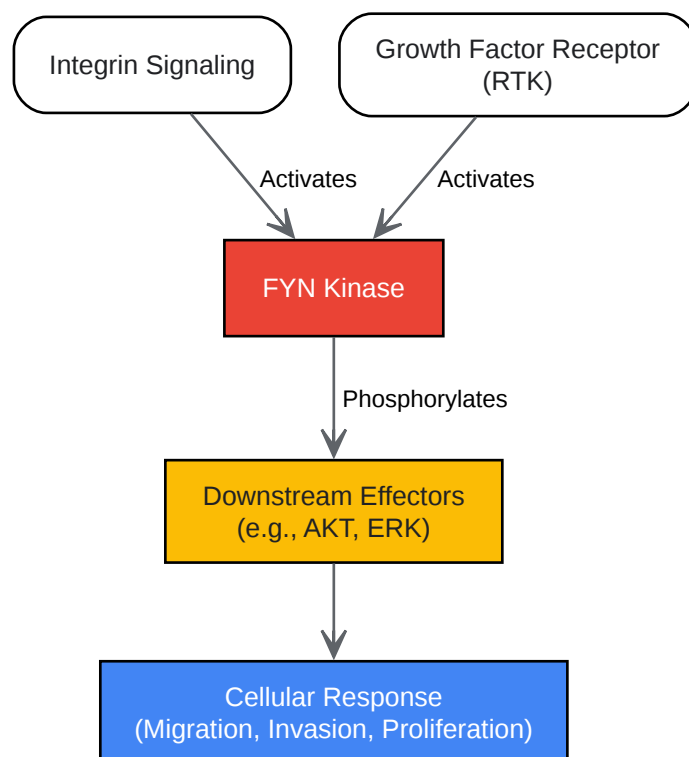 Integrin Signaling
Growth Factor Receptor
(RTK)
Activates
Activates
FYN Kinase
Phosphorylates
Downstream Effectors
(e.g., AKT, ERK)
Cellular Response
(Migration, Invasion, Proliferation)